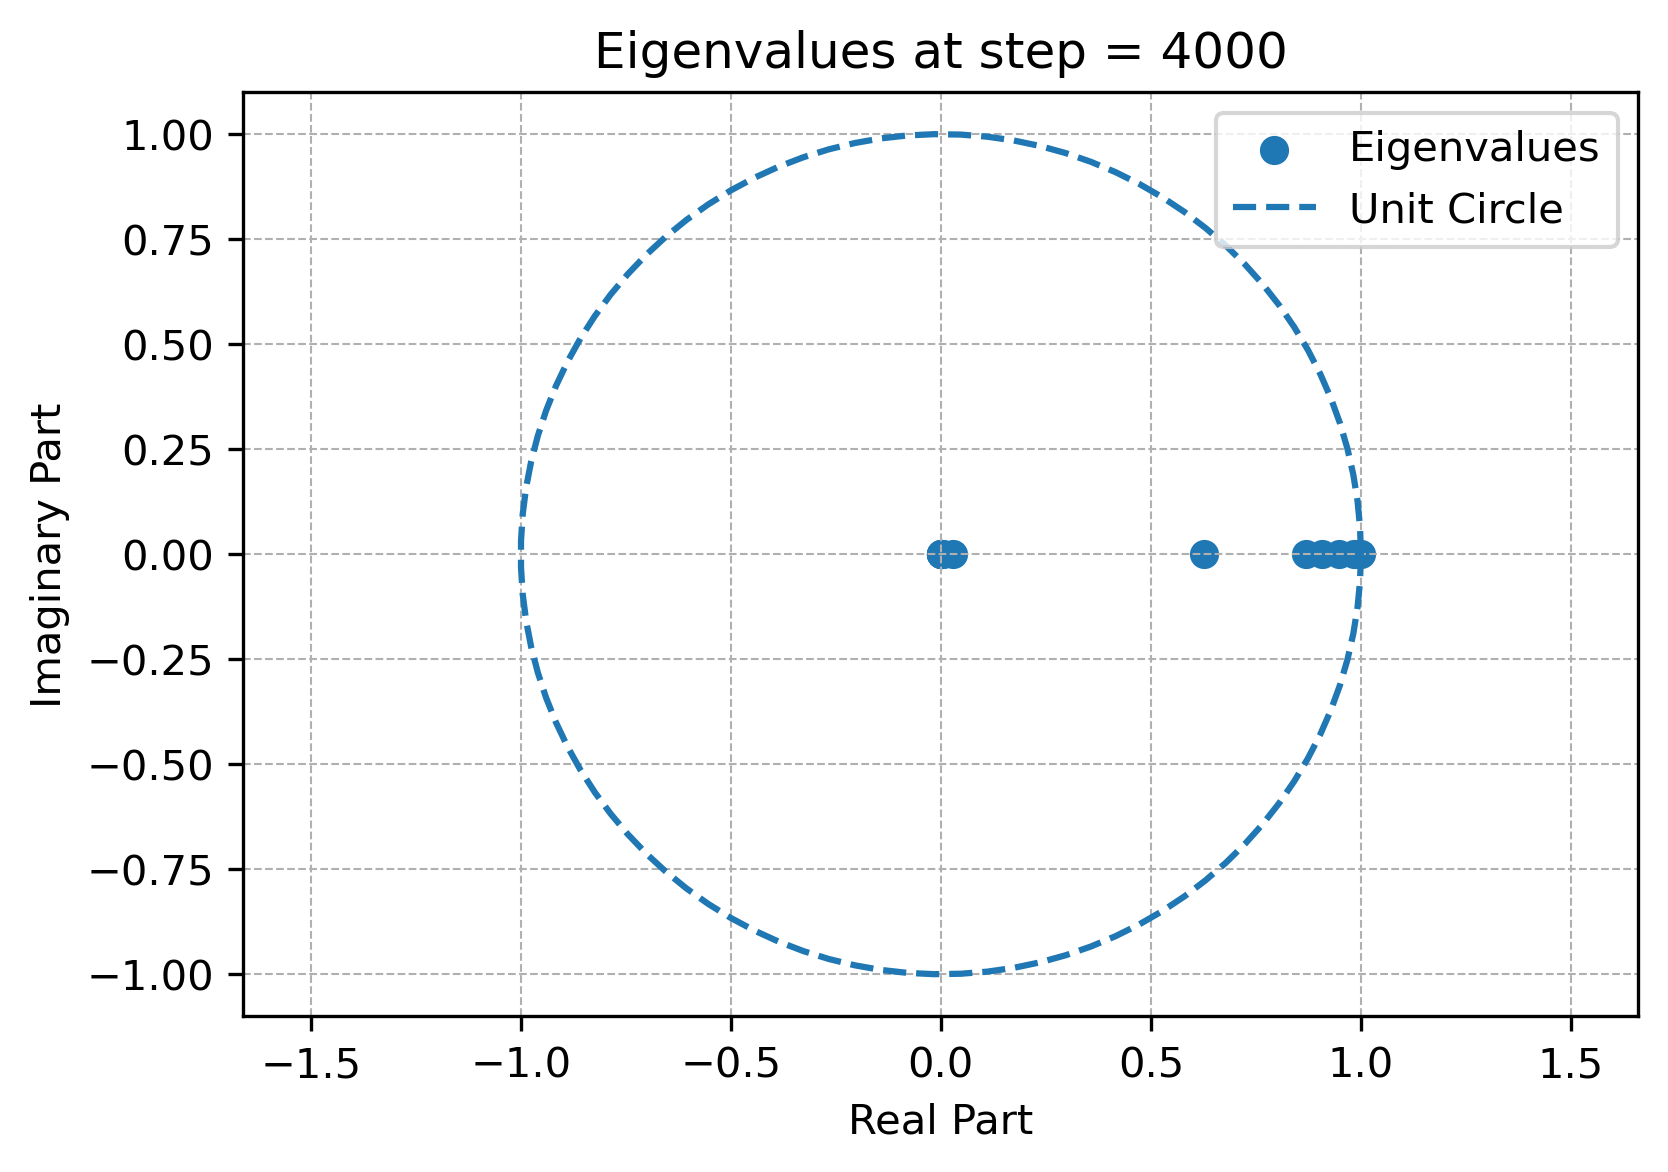 Eigenvalues at step = 4000
Eigenvalues
Unit Circle
1.00
0.75
0.50
0.25
0.00
−0.25
−0.50
−0.75
−1.00
Imaginary Part
−1.5 −1.0 −0.5 0.0 0.5 1.0 1.5
Real Part